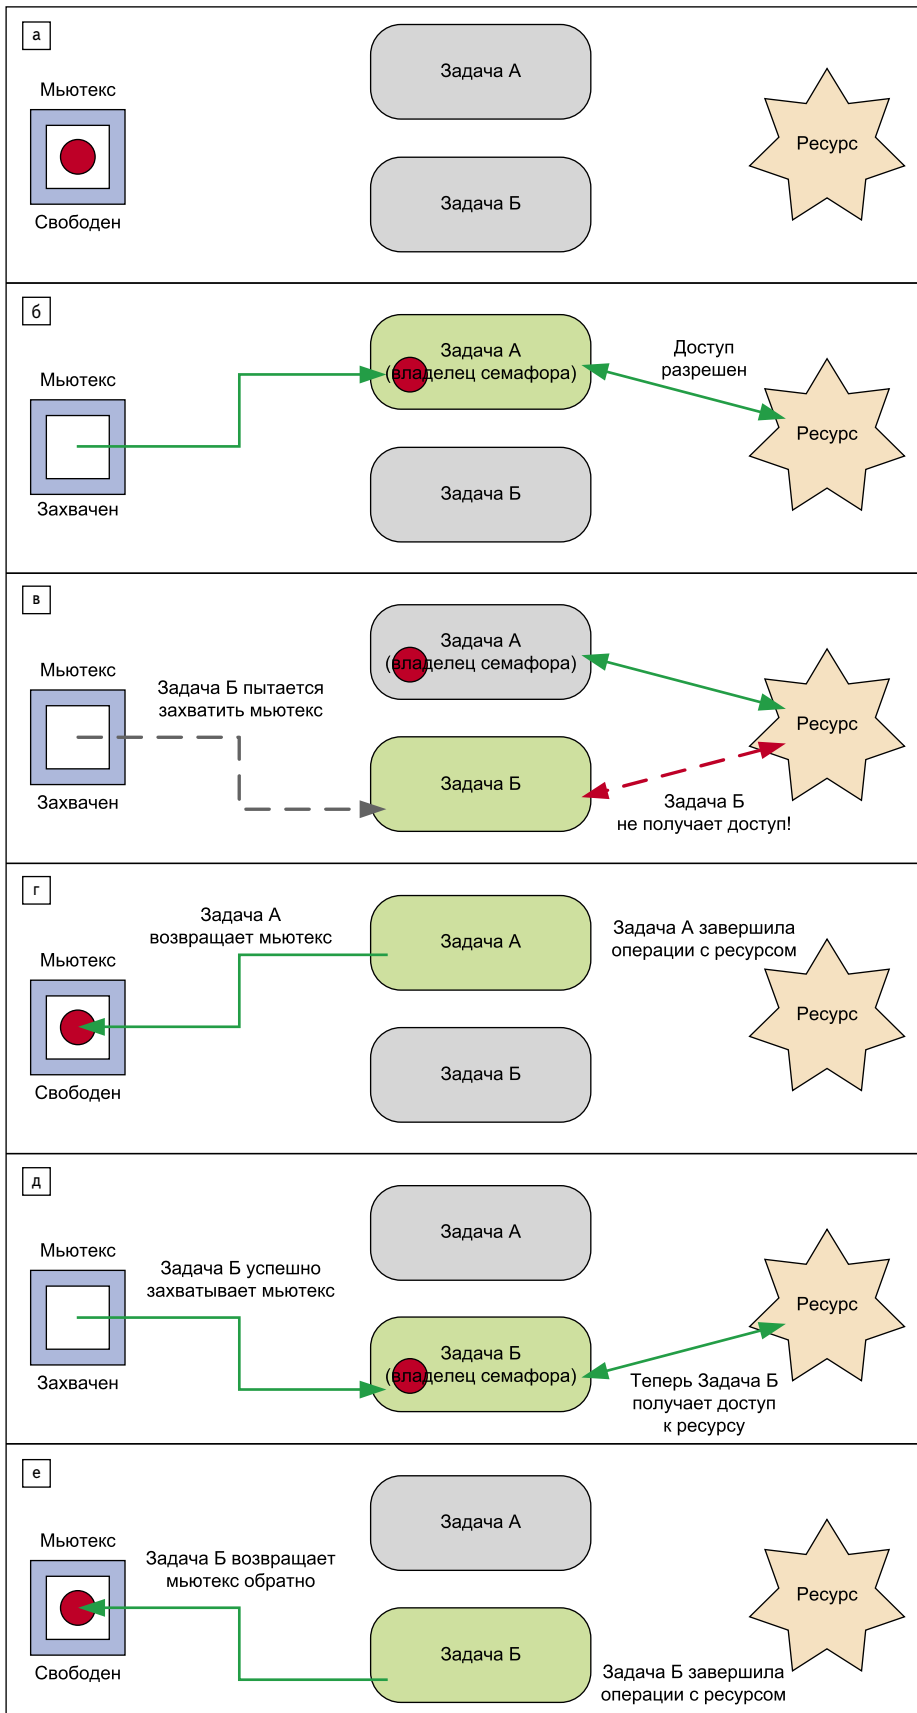 а
Задача А
Мьютекс
Ресурс
Задача Б
Свободен
б
Задача А
(владелец семафора)
Доступ
разрешен
Мьютекс
Ресурс
Задача Б
Захвачен
в
Задача А
(владелец семафора)
Мьютекс
Задача Б пытается
захватить мьютекс
Ресурс
Задача Б
Захвачен
Задача Б
не получает доступ!
г
Задача А
возвращает мьютекс
Задача А
Задача А завершила
операции с ресурсом
Мьютекс
Ресурс
Задача Б
Свободен
д
Задача А
Мьютекс
Задача Б успешно
захватывает мьютекс
Ресурс
Задача Б
(владелец семафора)
Захвачен
Теперь Задача Б
получает доступ
к ресурсу
е
Задача А
Мьютекс
Задача Б возвращает
мьютекс обратно
Ресурс
Задача Б
Свободен
Задача Б завершила
операции с ресурсом